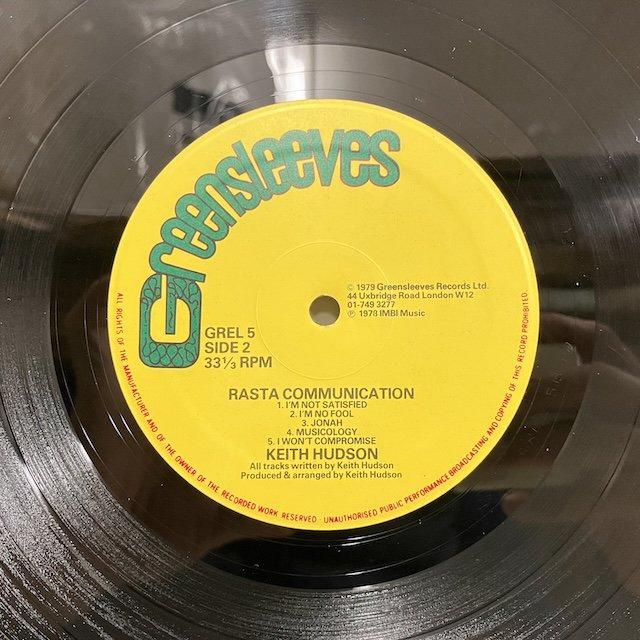 Greensleeves
© 1979 Greensleeves Records Ltd.
44 Uxbridge Road London W12
01-749 3277
℗ 1978 IMBI Music
GREL 5
SIDE 2
33⅓ RPM
RASTA COMMUNICATION
1. I'M NOT SATISFIED
2. I'M NO FOOL
3. JONAH
4. MUSICOLOGY
5. I WON'T COMPROMISE
KEITH HUDSON
All tracks written by Keith Hudson
Produced & arranged by Keith Hudson
ALL RIGHTS OF THE MANUFACTURER AND OF THE OWNER OF THE RECORDED WORK RESERVED · UNAUTHORISED PUBLIC PERFORMANCE BROADCASTING AND COPYING OF THIS RECORD PROHIBITED.